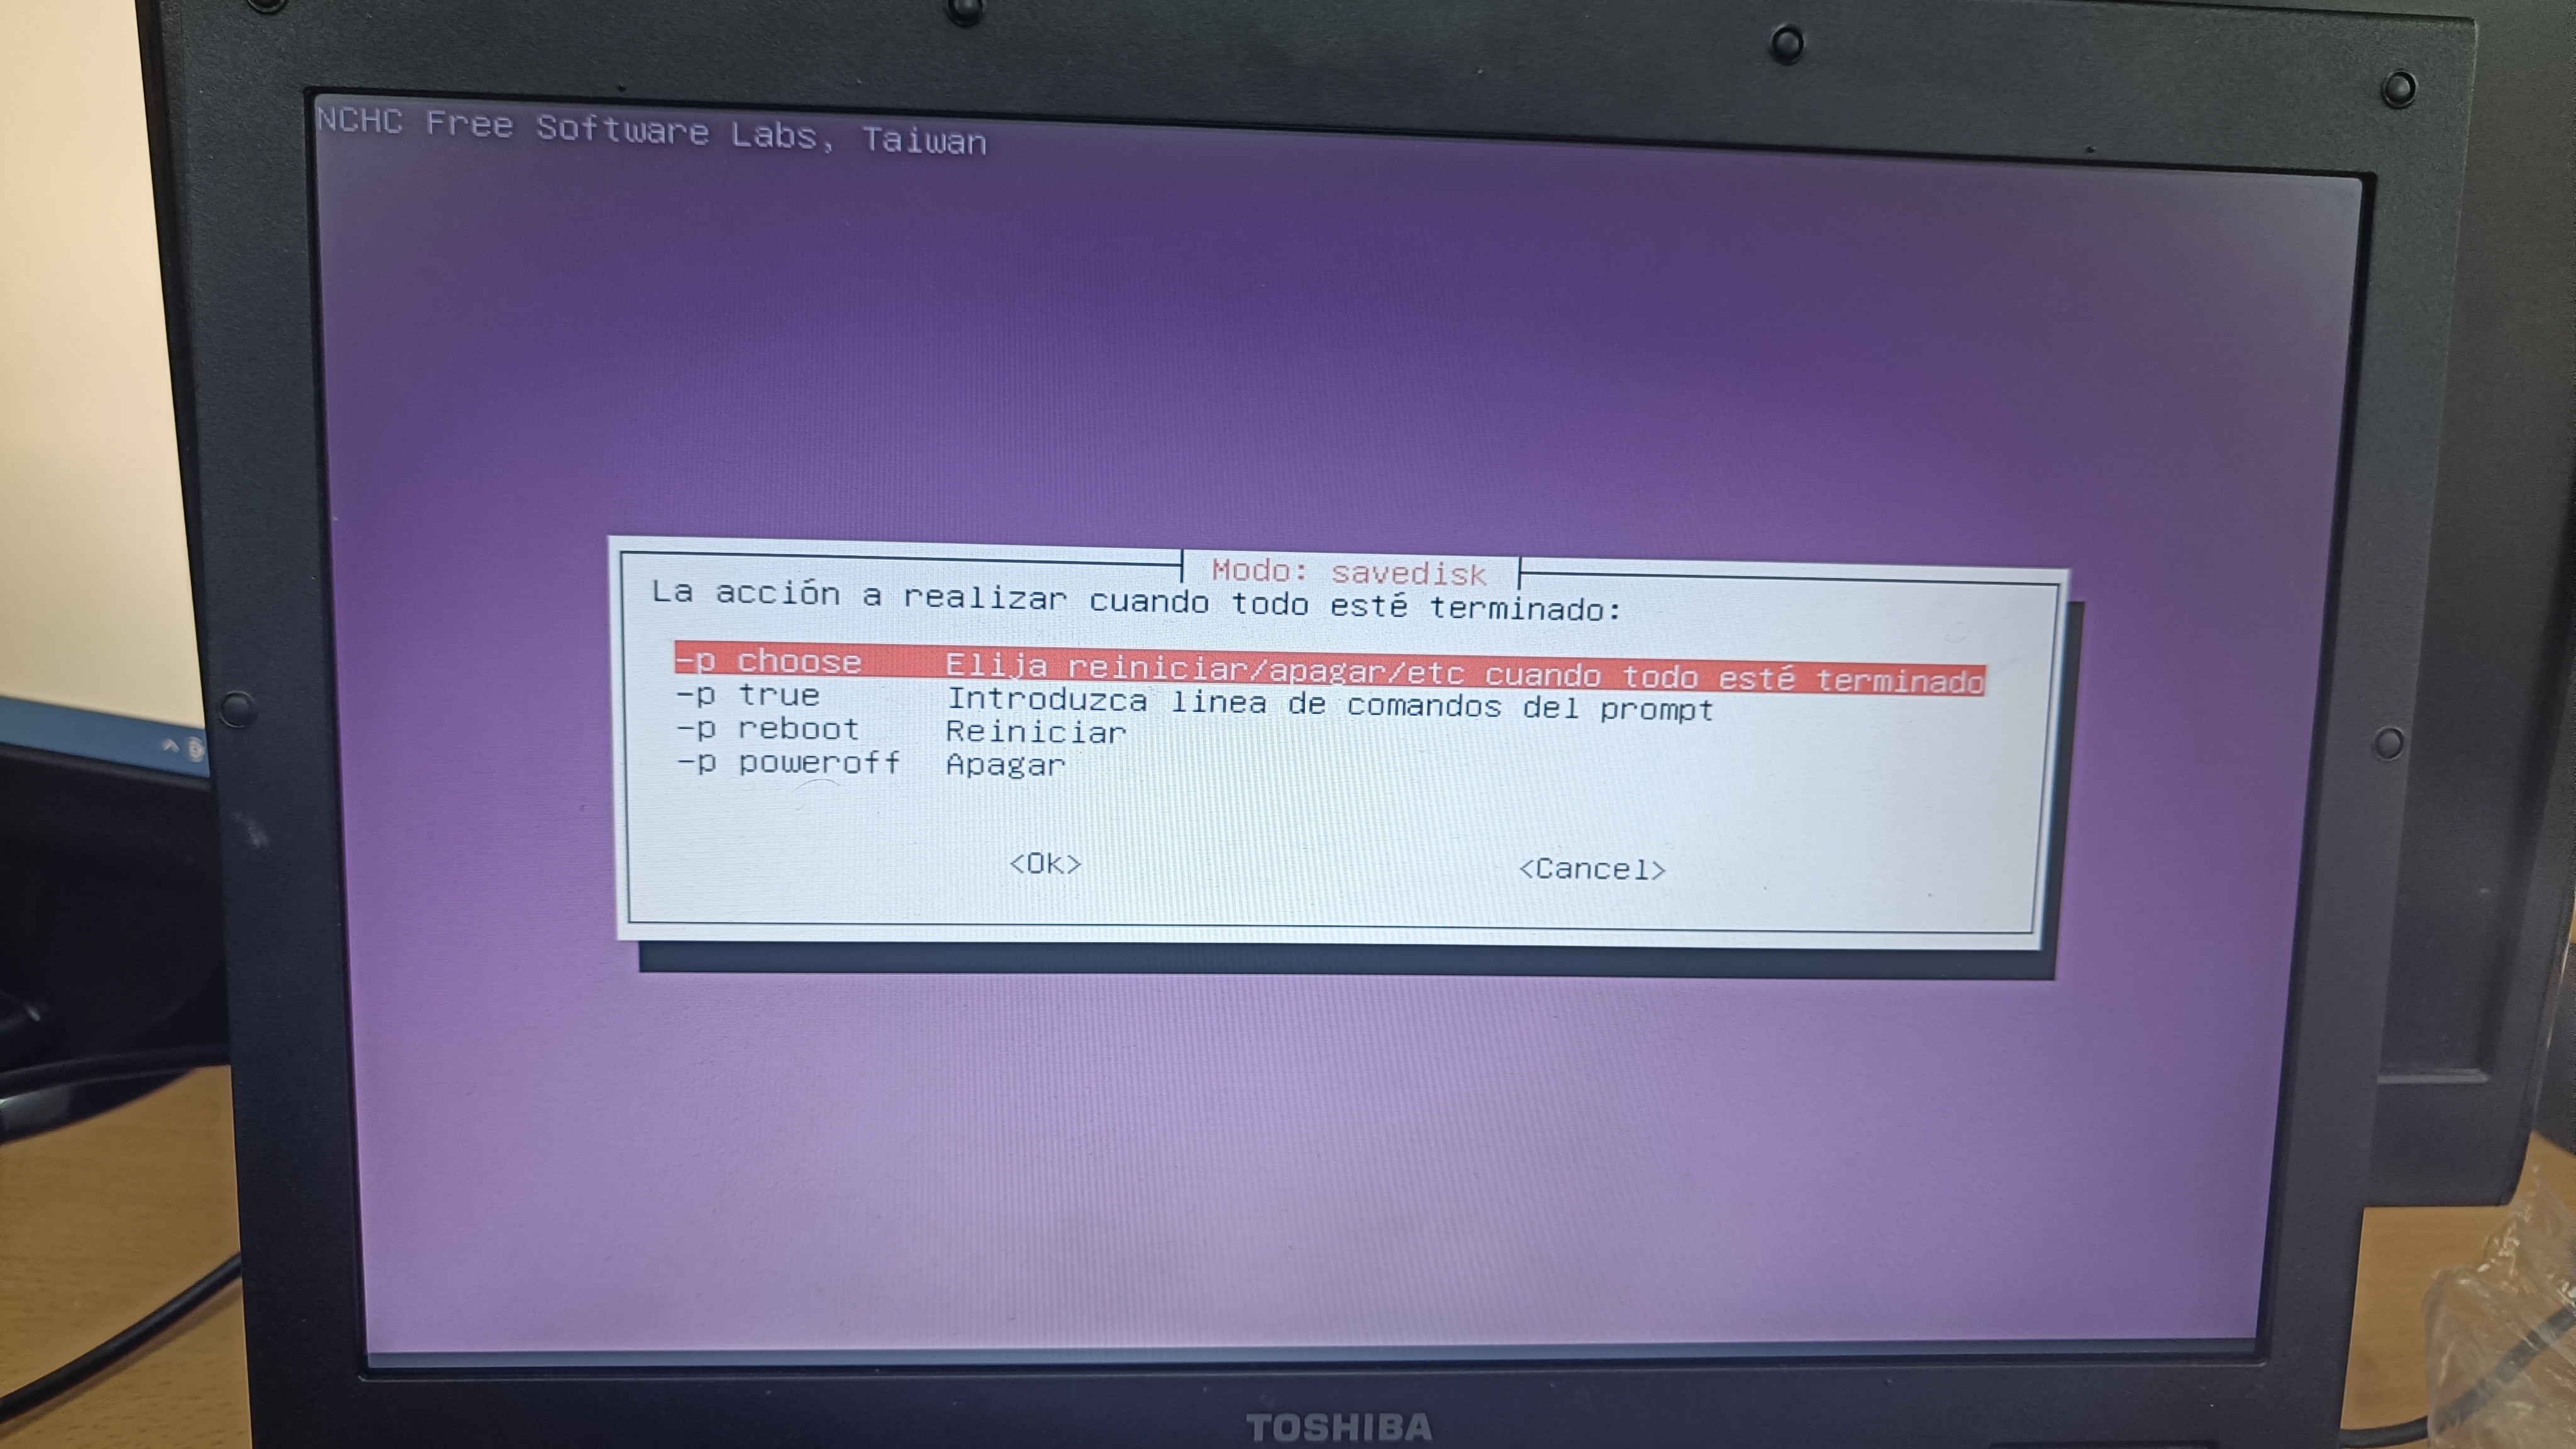 NCHC Free Software Labs, Taiwan
Modo: savedisk
La acción a realizar cuando todo esté terminado:
-p choose Elija reiniciar/apagar/etc cuando todo esté terminado
-p true Introduzca linea de comandos del prompt
-p reboot Reiniciar
-p poweroff Apagar
<Ok> <Cancel>
TOSHIBA